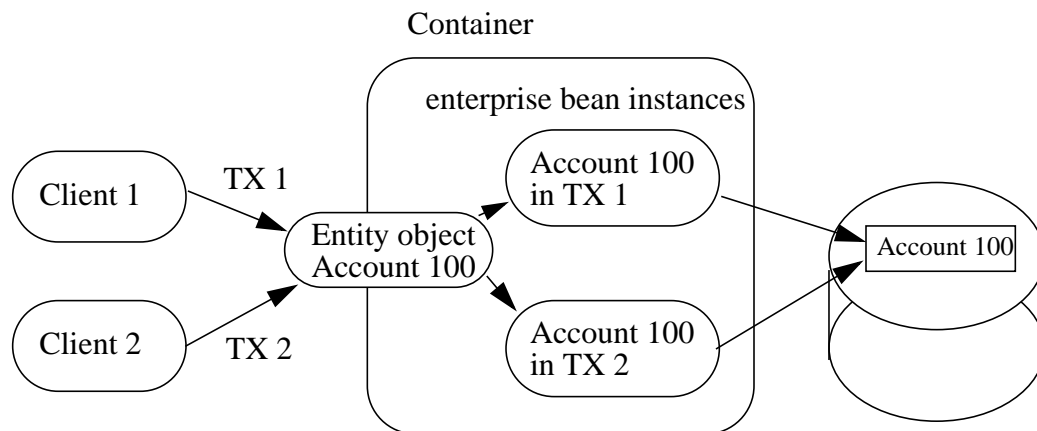 Container
enterprise bean instances
Client 1
TX 1
Account 100
in TX 1
Entity object
Account 100
Account 100
Client 2
TX 2
Account 100
in TX 2